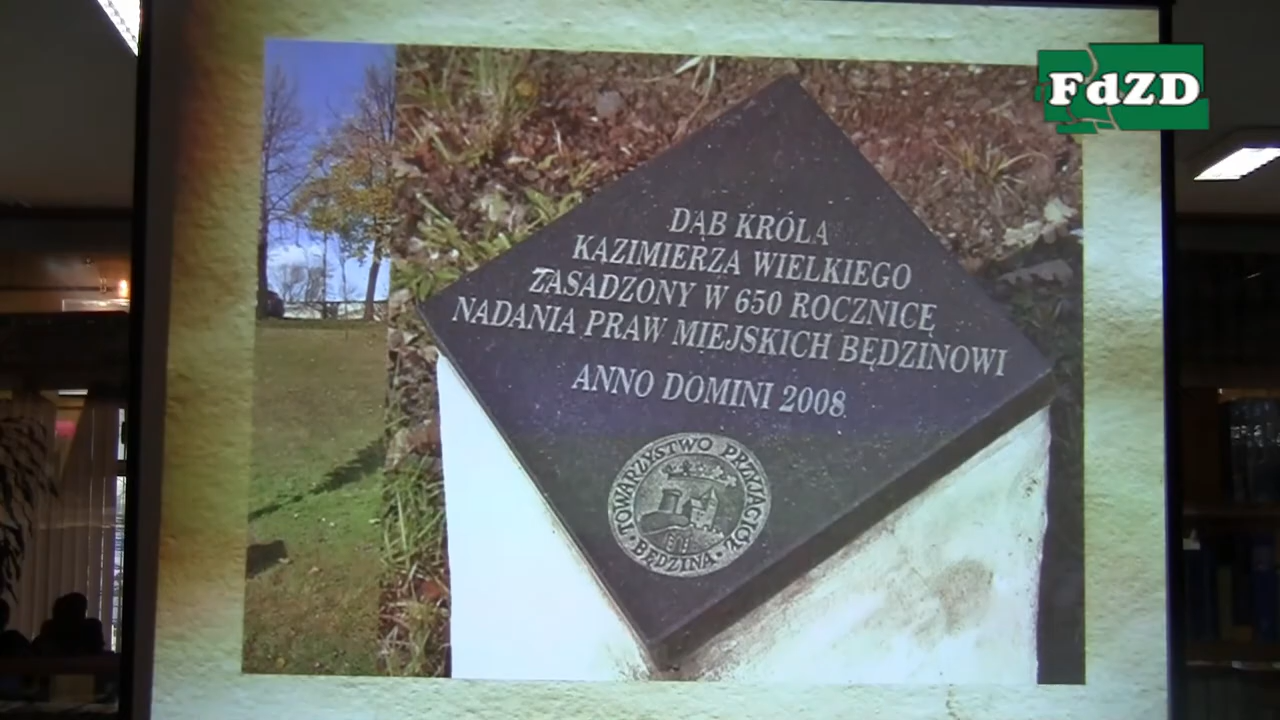 FdZD
DĄB KRÓLA
KAZIMIERZA WIELKIEGO
ZASADZONY W 650 ROCZNICĘ
NADANIA PRAW MIEJSKICH BĘDZINOWI
ANNO DOMINI 2008
TOWARZYSTWO PRZYJACIÓŁ
· BĘDZINA ·